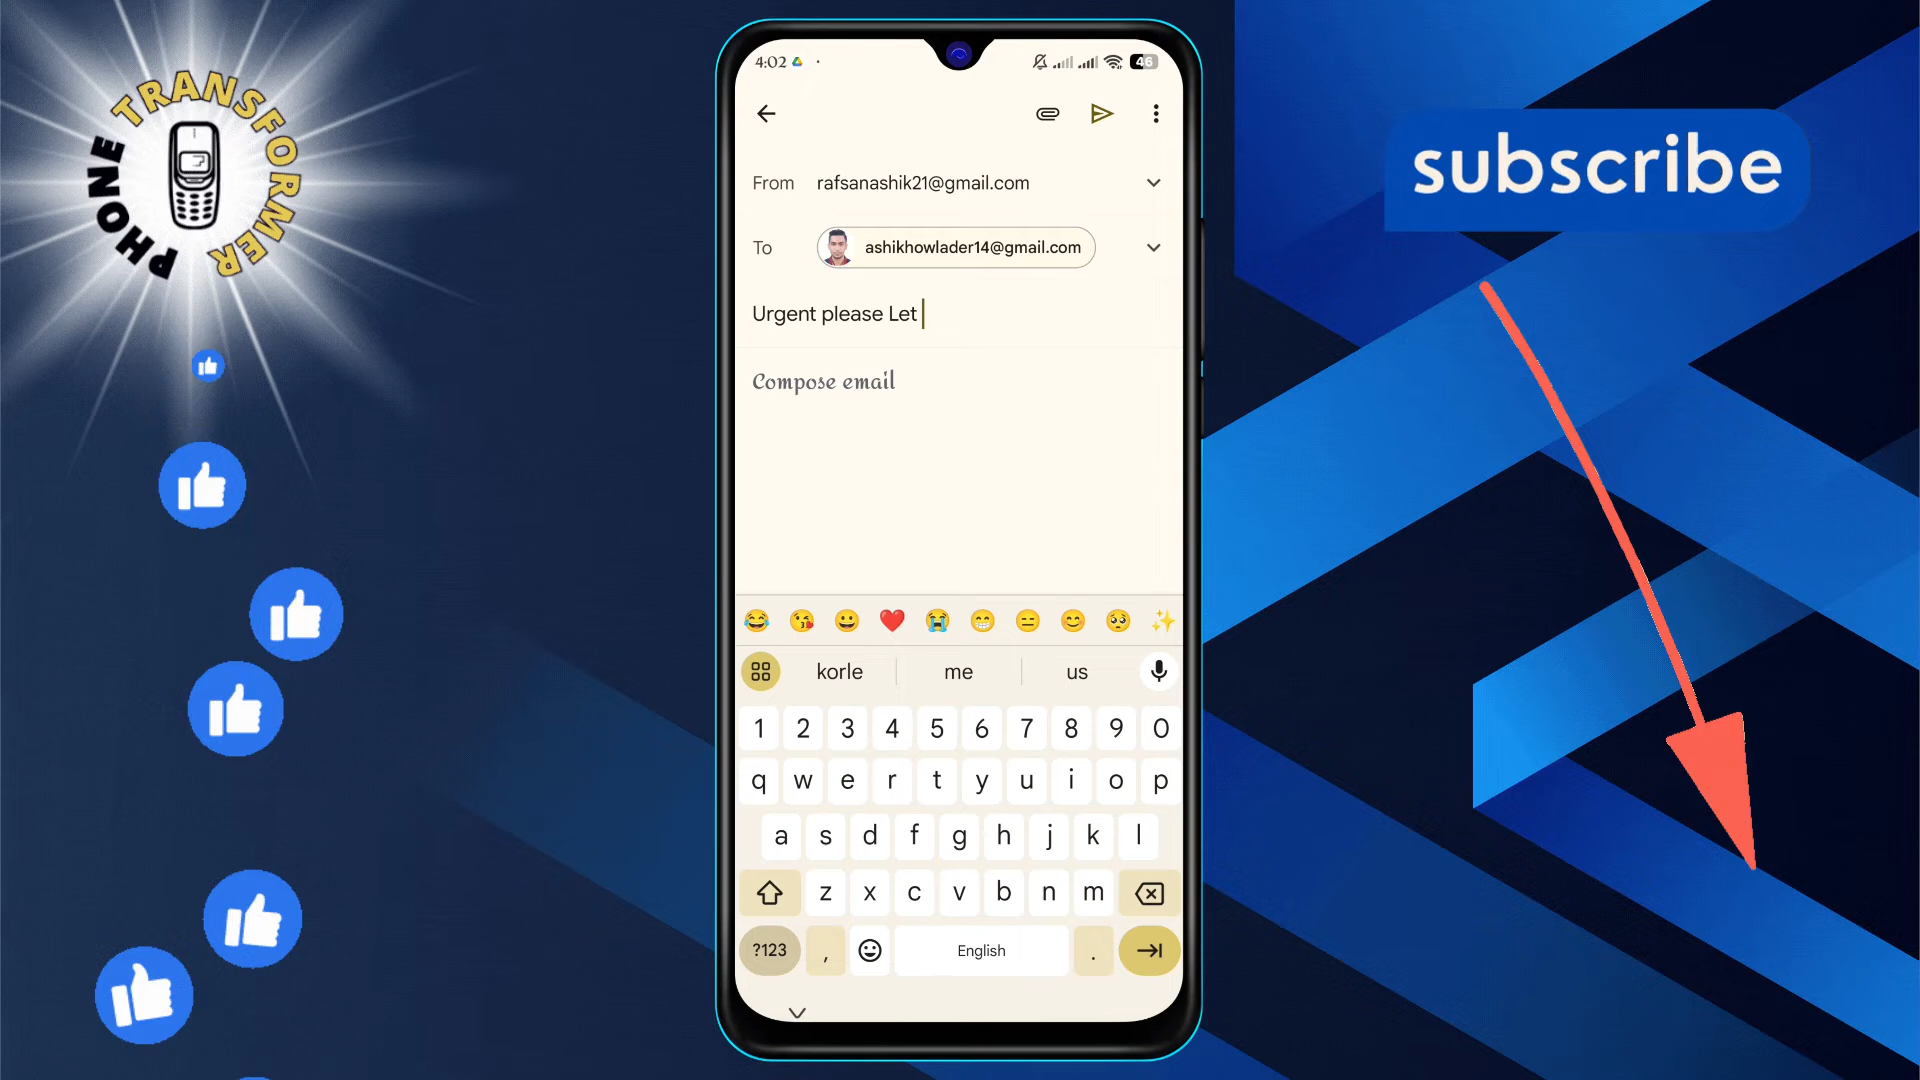 PHONE TRANSFORMER
subscribe
4:02
46
From rafsanashik21@gmail.com
To ashikhowlader14@gmail.com
Urgent please Let
Compose email
korle me us
1 2 3 4 5 6 7 8 9 0
q w e r t y u i o p
a s d f g h j k l
z x c v b n m
?123 , English .